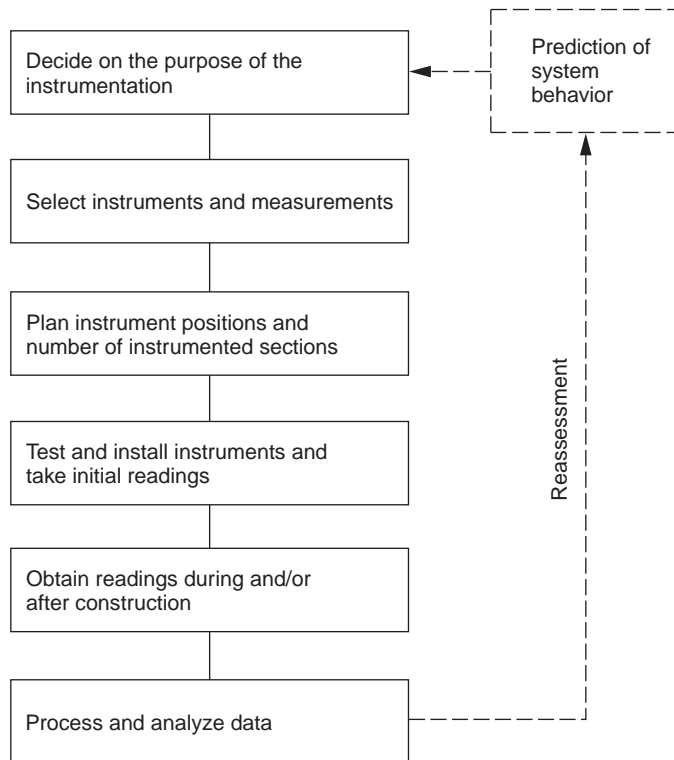 Decide on the purpose of the
instrumentation
Prediction of
system
behavior
Select instruments and measurements
Plan instrument positions and
number of instrumented sections
Test and install instruments and
take initial readings
Reassessment
Obtain readings during and/or
after construction
Process and analyze data